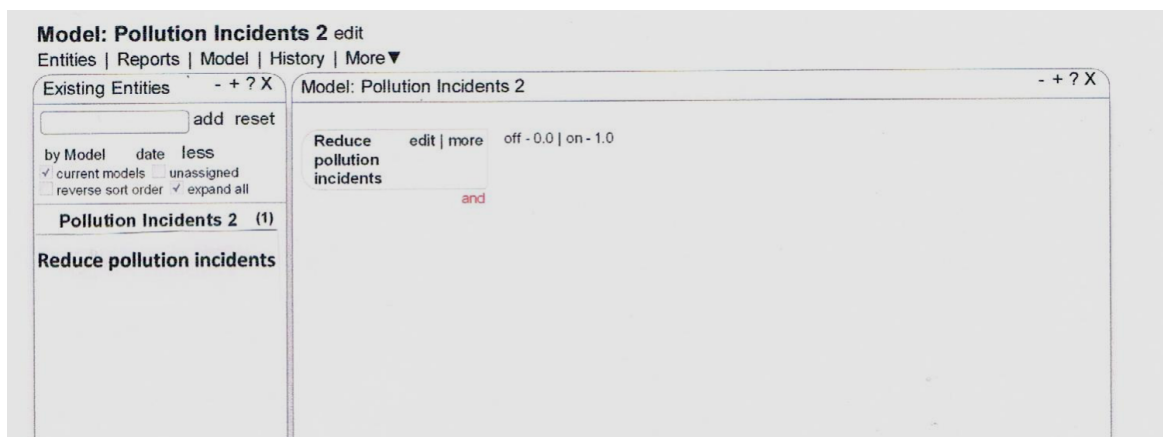 Model: Pollution Incidents 2 edit
Entities | Reports | Model | History | More▼
Existing Entities - + ? X
add reset
by Model date less
✓ current models unassigned
reverse sort order ✓ expand all
Pollution Incidents 2 (1)
Reduce pollution incidents
Model: Pollution Incidents 2 - + ? X
Reduce edit | more off - 0.0 | on - 1.0
pollution
incidents
and